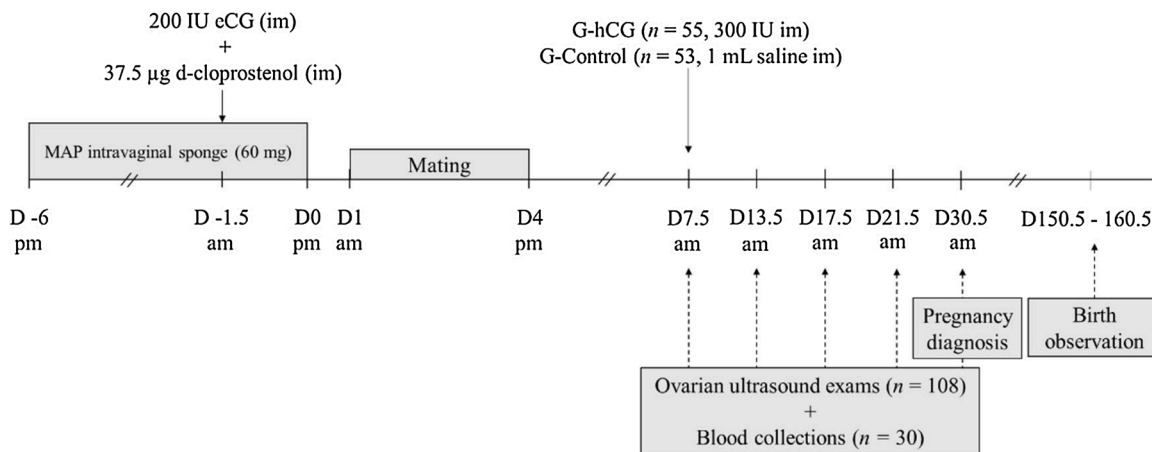 200 IU eCG (im)
+
37.5 µg d-cloprostenol (im)
G-hCG (n = 55, 300 IU im)
G-Control (n = 53, 1 mL saline im)
MAP intravaginal sponge (60 mg)
Mating
D -6
pm
D -1.5
am
D0
pm
D1
am
D4
pm
D7.5
am
D13.5
am
D17.5
am
D21.5
am
D30.5
am
D150.5 - 160.5
Pregnancy
diagnosis
Birth
observation
Ovarian ultrasound exams (n = 108)
+
Blood collections (n = 30)